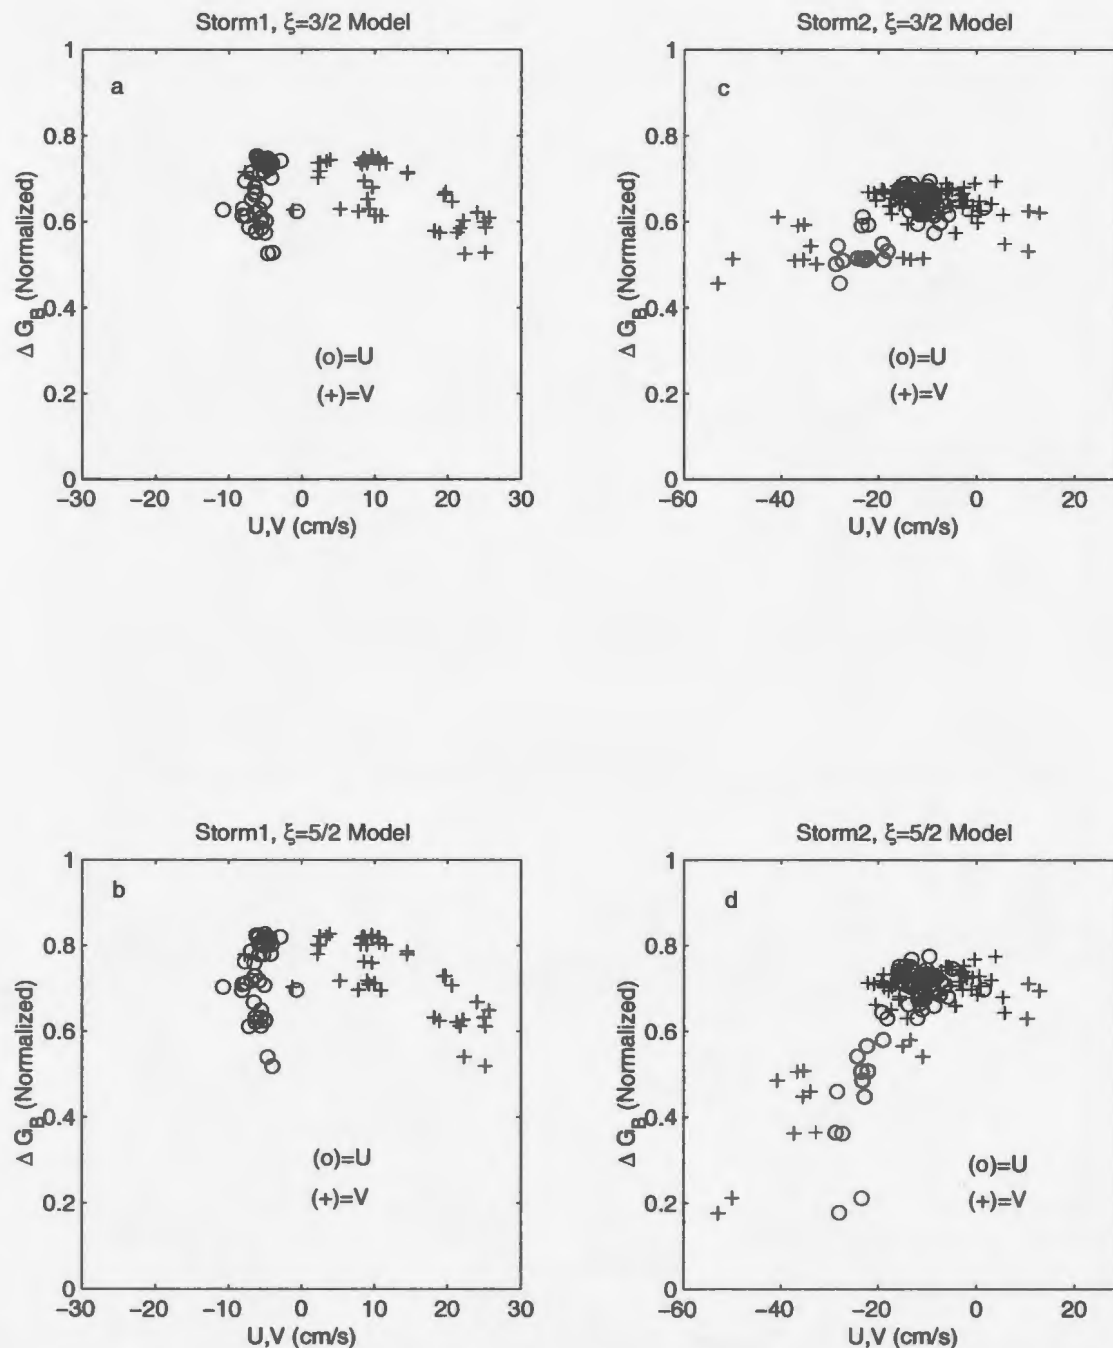 Storm1, ξ=3/2 Model
a
ΔG_B (Normalized)
1
0.8
0.6
0.4
0.2
0
(o)=U
(+)=V
−30 −20 −10 0 10 20 30
U,V (cm/s)
Storm2, ξ=3/2 Model
c
ΔG_B (Normalized)
1
0.8
0.6
0.4
0.2
0
(o)=U
(+)=V
−60 −40 −20 0 20
U,V (cm/s)
Storm1, ξ=5/2 Model
b
ΔG_B (Normalized)
1
0.8
0.6
0.4
0.2
0
(o)=U
(+)=V
−30 −20 −10 0 10 20 30
U,V (cm/s)
Storm2, ξ=5/2 Model
d
ΔG_B (Normalized)
1
0.8
0.6
0.4
0.2
0
(o)=U
(+)=V
−60 −40 −20 0 20
U,V (cm/s)